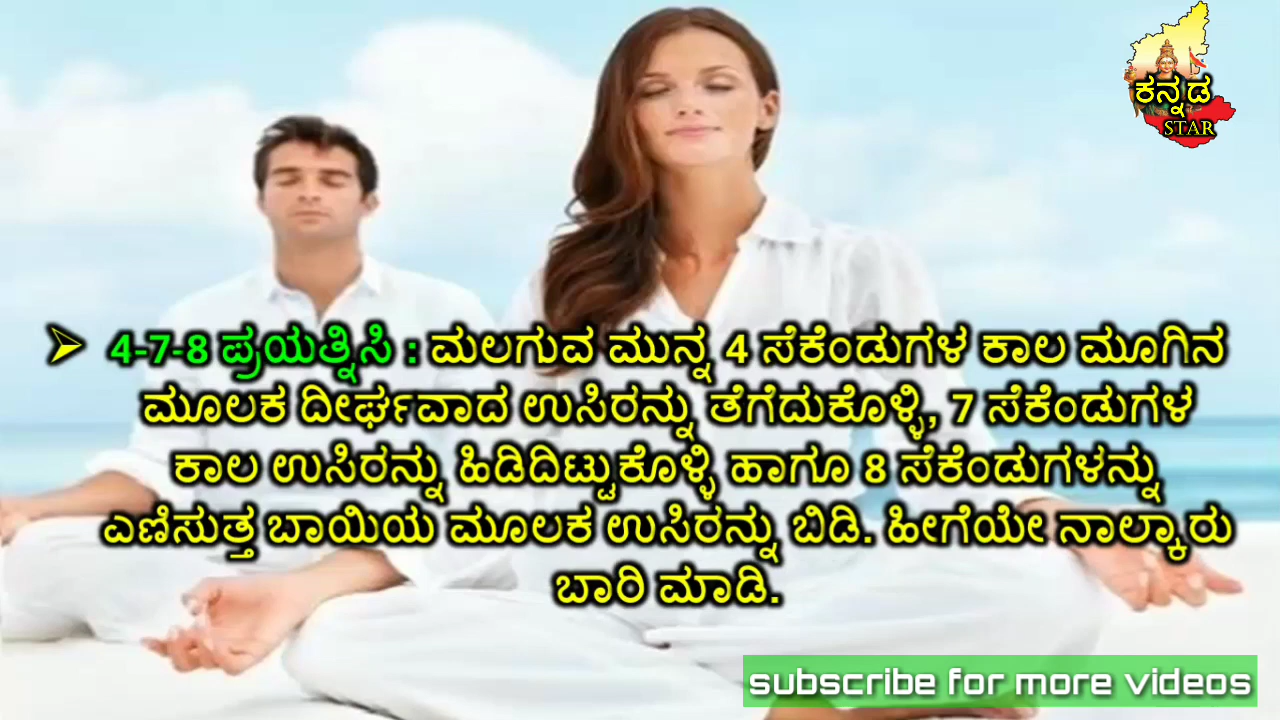 ಕನ್ನಡ
STAR
➢ 4-7-8 ಪ್ರಯತ್ನಿಸಿ : ಮಲಗುವ ಮುನ್ನ 4 ಸೆಕೆಂಡುಗಳ ಕಾಲ ಮೂಗಿನ
ಮೂಲಕ ದೀರ್ಘವಾದ ಉಸಿರನ್ನು ತೆಗೆದುಕೊಳ್ಳಿ, 7 ಸೆಕೆಂಡುಗಳ
ಕಾಲ ಉಸಿರನ್ನು ಹಿಡಿದಿಟ್ಟುಕೊಳ್ಳಿ ಹಾಗೂ 8 ಸೆಕೆಂಡುಗಳನ್ನು
ಎಣಿಸುತ್ತ ಬಾಯಿಯ ಮೂಲಕ ಉಸಿರನ್ನು ಬಿಡಿ. ಹೀಗೆಯೇ ನಾಲ್ಕಾರು
ಬಾರಿ ಮಾಡಿ.
subscribe for more videos